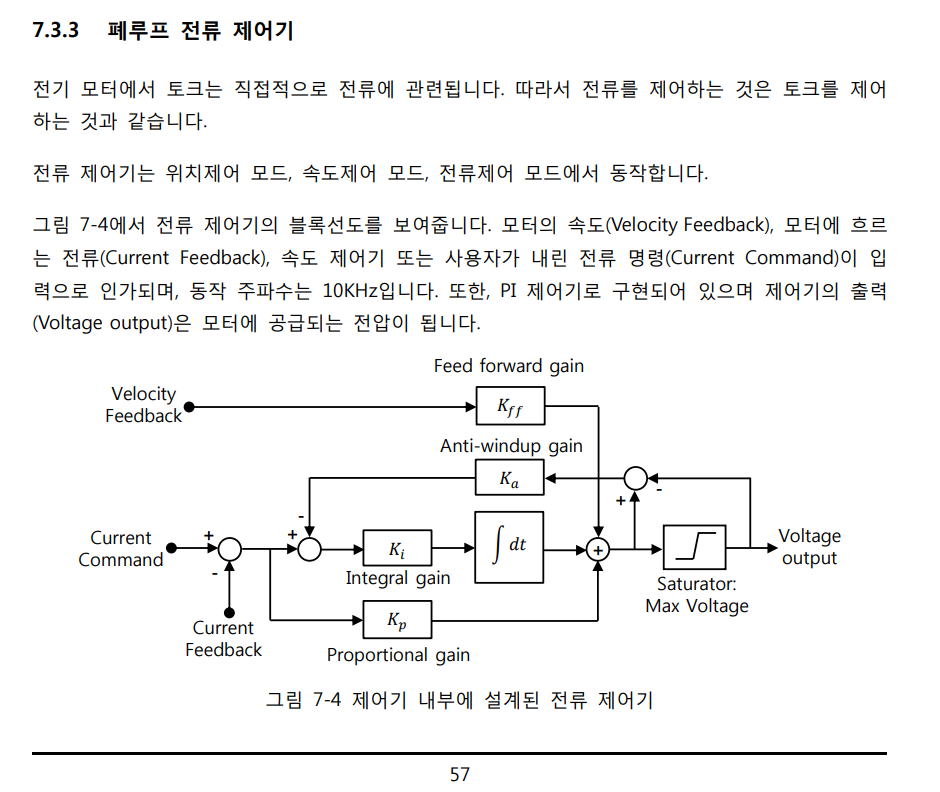 7.3.3 폐루프 전류 제어기
전기 모터에서 토크는 직접적으로 전류에 관련됩니다. 따라서 전류를 제어하는 것은 토크를 제어
하는 것과 같습니다.
전류 제어기는 위치제어 모드, 속도제어 모드, 전류제어 모드에서 동작합니다.
그림 7-4에서 전류 제어기의 블록선도를 보여줍니다. 모터의 속도(Velocity Feedback), 모터에 흐르
는 전류(Current Feedback), 속도 제어기 또는 사용자가 내린 전류 명령(Current Command)이 입
력으로 인가되며, 동작 주파수는 10KHz입니다. 또한, PI 제어기로 구현되어 있으며 제어기의 출력
(Voltage output)은 모터에 공급되는 전압이 됩니다.
Feed forward gain
Velocity
Feedback
K_ff
Anti-windup gain
K_a
-
+
-
Current
Command
+
-
+
K_i
∫ dt
+
Voltage
output
Integral gain
Saturator:
Max Voltage
K_p
Current
Feedback
Proportional gain
그림 7-4 제어기 내부에 설계된 전류 제어기
57